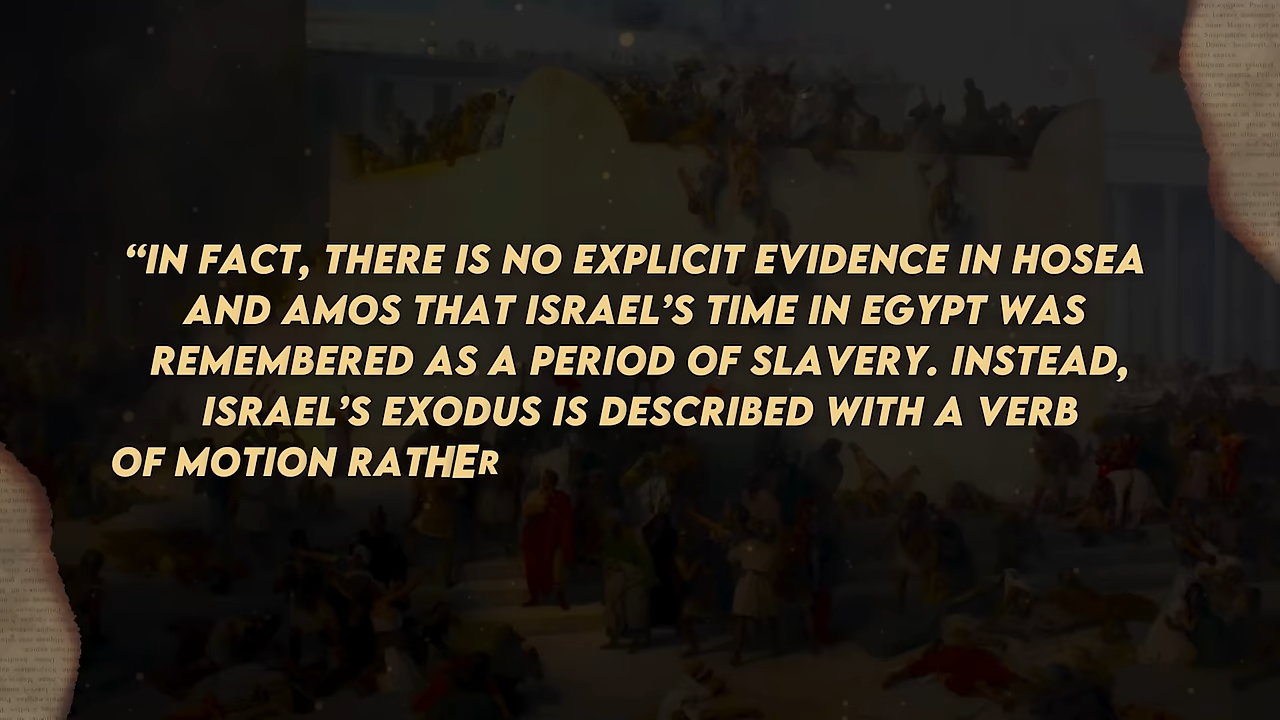 “IN FACT, THERE IS NO EXPLICIT EVIDENCE IN HOSEA
AND AMOS THAT ISRAEL’S TIME IN EGYPT WAS
REMEMBERED AS A PERIOD OF SLAVERY. INSTEAD,
ISRAEL’S EXODUS IS DESCRIBED WITH A VERB
OF MOTION RATHER